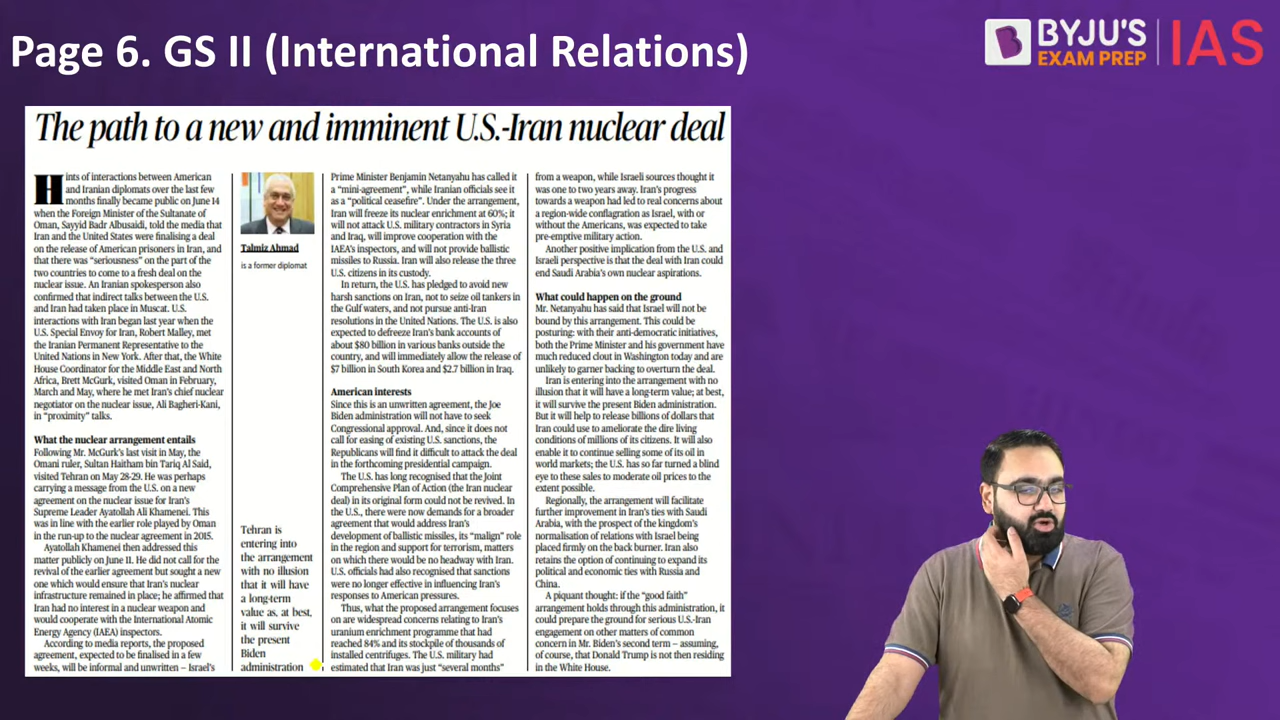 Page 6. GS II (International Relations)
BYJU'S
EXAM PREP
IAS
The path to a new and imminent U.S.-Iran nuclear deal
Hints of interactions between American
and Iranian diplomats over the last few
months finally became public on June 14
when the Foreign Minister of the Sultanate of
Oman, Sayyid Badr Albusaidi, told the media that
Iran and the United States were finalising a deal
on the release of American prisoners in Iran, and
that there was "seriousness" on the part of the
two countries to come to a fresh deal on the
nuclear issue. An Iranian spokesperson also
confirmed that indirect talks between the U.S.
and Iran had taken place in Muscat. U.S.
interactions with Iran began last year when the
U.S. Special Envoy for Iran, Robert Malley, met
the Iranian Permanent Representative to the
United Nations in New York. After that, the White
House Coordinator for the Middle East and North
Africa, Brett McGurk, visited Oman in February,
March and May, where he met Iran's chief nuclear
negotiator on the nuclear issue, Ali Bagheri-Kani,
in "proximity" talks.
What the nuclear arrangement entails
Following Mr. McGurk's last visit in May, the
Omani ruler, Sultan Haitham bin Tariq Al Said,
visited Tehran on May 28-29. He was perhaps
carrying a message from the U.S. on a new
agreement on the nuclear issue for Iran's
Supreme Leader Ayatollah Ali Khamenei. This
was in line with the earlier role played by Oman
in the run-up to the nuclear agreement in 2015.
Ayatollah Khamenei then addressed this
matter publicly on June 11. He did not call for the
revival of the earlier agreement but sought a new
one which would ensure that Iran's nuclear
infrastructure remained in place; he affirmed that
Iran had no interest in a nuclear weapon and
would cooperate with the International Atomic
Energy Agency (IAEA) inspectors.
According to media reports, the proposed
agreement, expected to be finalised in a few
weeks, will be informal and unwritten – Israel's
Talmiz Ahmad
is a former diplomat
Tehran is
entering into
the arrangement
with no illusion
that it will have
a long-term
value as, at best,
it will survive
the present
Biden
administration
Prime Minister Benjamin Netanyahu has called it
a "mini-agreement", while Iranian officials see it
as a "political ceasefire". Under the arrangement,
Iran will freeze its nuclear enrichment at 60%; it
will not attack U.S. military contractors in Syria
and Iraq, will improve cooperation with the
IAEA's inspectors, and will not provide ballistic
missiles to Russia. Iran will also release the three
U.S. citizens in its custody.
In return, the U.S. has pledged to avoid new
harsh sanctions on Iran, not to seize oil tankers in
the Gulf waters, and not pursue anti-Iran
resolutions in the United Nations. The U.S. is also
expected to defreeze Iran's bank accounts of
about $80 billion in various banks outside the
country, and will immediately allow the release of
$7 billion in South Korea and $2.7 billion in Iraq.
American interests
Since this is an unwritten agreement, the Joe
Biden administration will not have to seek
Congressional approval. And, since it does not
call for easing of existing U.S. sanctions, the
Republicans will find it difficult to attack the deal
in the forthcoming presidential campaign.
The U.S. has long recognised that the Joint
Comprehensive Plan of Action (the Iran nuclear
deal) in its original form could not be revived. In
the U.S., there were now demands for a broader
agreement that would address Iran's
development of ballistic missiles, its "malign" role
in the region and support for terrorism, matters
on which there would be no headway with Iran.
U.S. officials had also recognised that sanctions
were no longer effective in influencing Iran's
responses to American pressures.
Thus, what the proposed arrangement focuses
on are widespread concerns relating to Iran's
uranium enrichment programme that had
reached 84% and its stockpile of thousands of
installed centrifuges. The U.S. military had
estimated that Iran was just "several months"
from a weapon, while Israeli sources thought it
was one to two years away. Iran's progress
towards a weapon had led to real concerns about
a region-wide conflagration as Israel, with or
without the Americans, was expected to take
pre-emptive military action.
Another positive implication from the U.S. and
Israeli perspective is that the deal with Iran could
end Saudi Arabia's own nuclear aspirations.
What could happen on the ground
Mr. Netanyahu has said that Israel will not be
bound by this arrangement. This could be
posturing: with their anti-democratic initiatives,
both the Prime Minister and his government have
much reduced clout in Washington today and are
unlikely to garner backing to overturn the deal.
Iran is entering into the arrangement with no
illusion that it will have a long-term value; at best,
it will survive the present Biden administration.
But it will help to release billions of dollars that
Iran could use to ameliorate the dire living
conditions of millions of its citizens. It will also
enable it to continue selling some of its oil in
world markets; the U.S. has so far turned a blind
eye to these sales to moderate oil prices to the
extent possible.
Regionally, the arrangement will facilitate
further improvement in Iran's ties with Saudi
Arabia, with the prospect of the kingdom's
normalisation of relations with Israel being
placed firmly on the back burner. Iran also
retains the option of continuing to expand its
political and economic ties with Russia and
China.
A piquant thought: if the "good faith"
arrangement holds through this administration, it
could prepare the ground for serious U.S.-Iran
engagement on other matters of common
concern in Mr. Biden's second term – assuming,
of course, that Donald Trump is not then residing
in the White House.